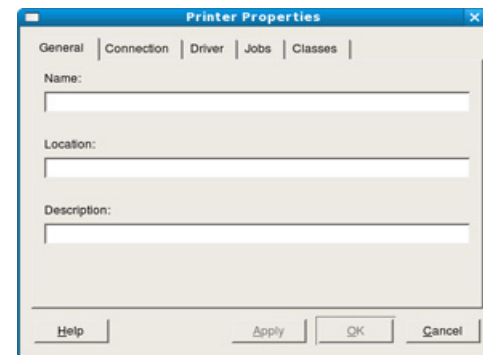 Printer Properties
General Connection Driver Jobs Classes
Name:
Location:
Description:
Help Apply OK Cancel